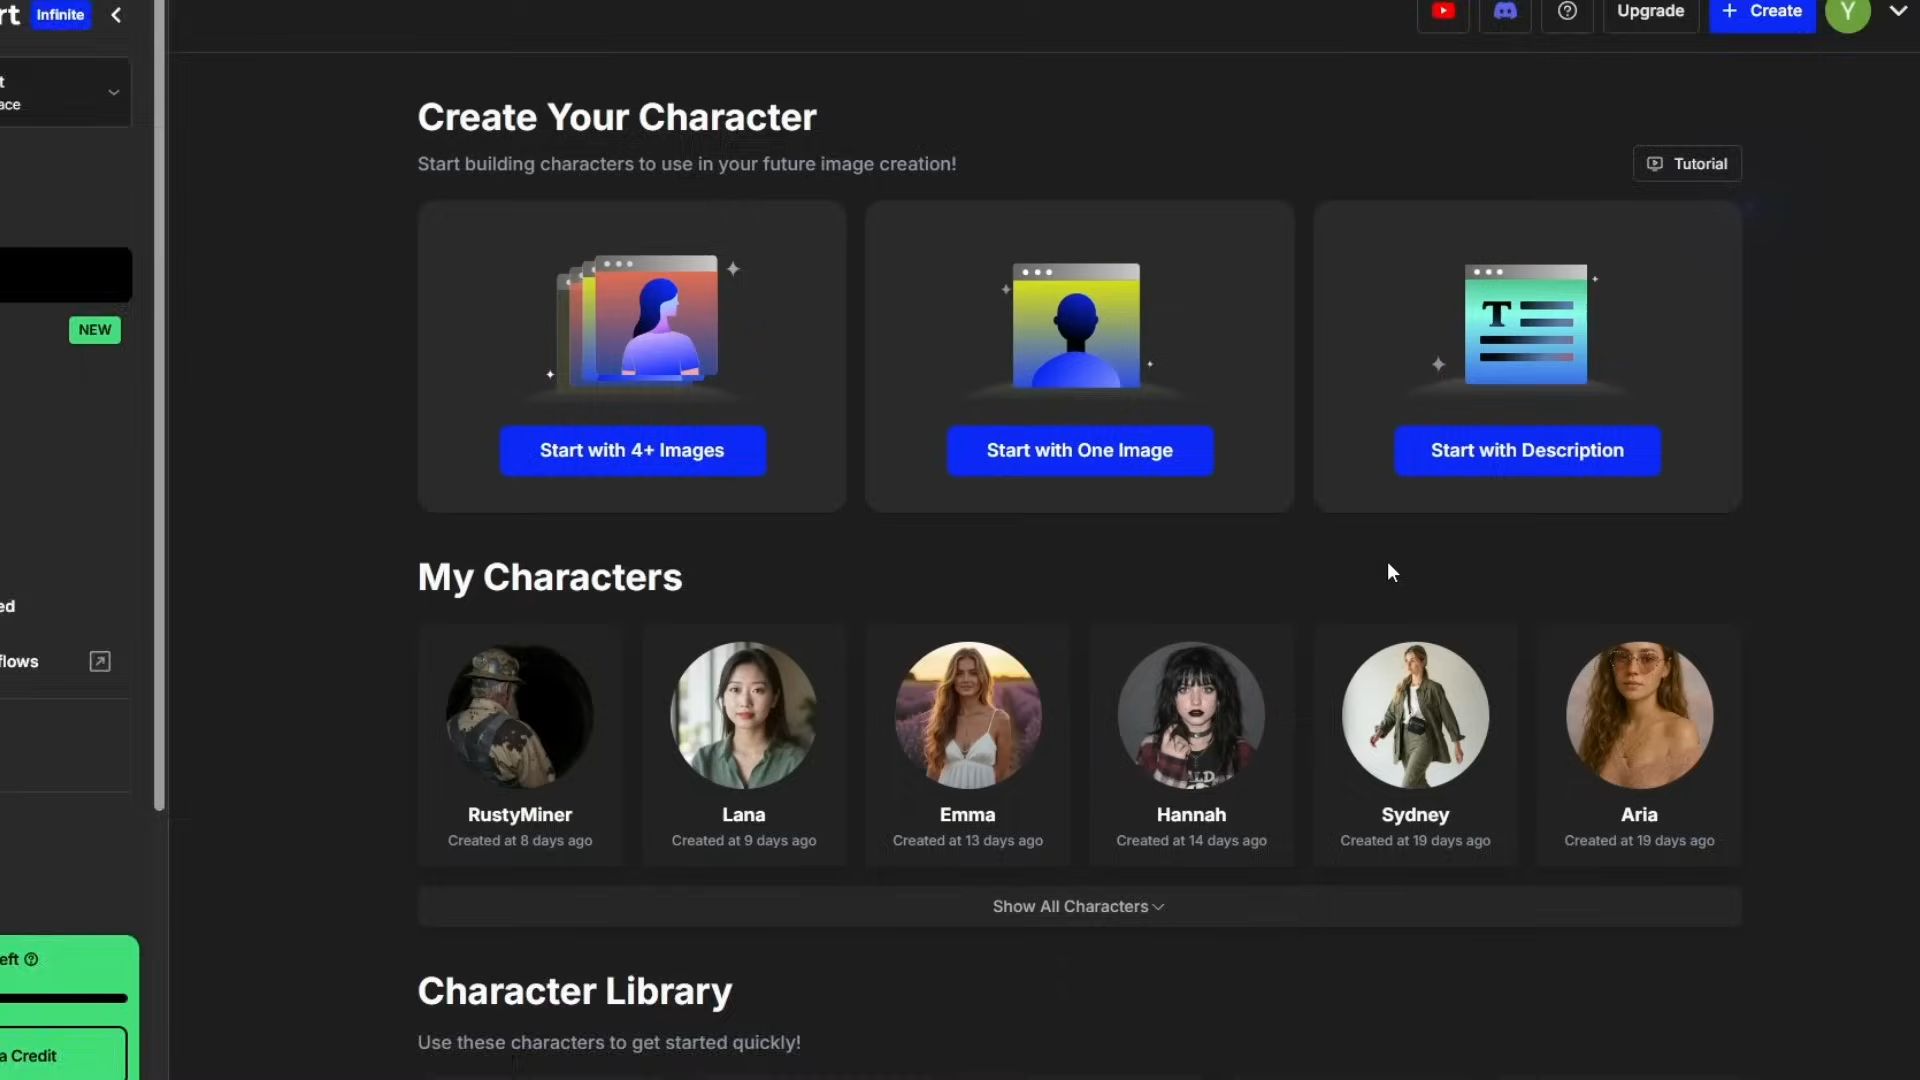 rt Infinite
Upgrade
+ Create
Y
t
ace
NEW
ed
flows
eft
a Credit
Create Your Character
Start building characters to use in your future image creation!
Tutorial
T
Start with 4+ Images
Start with One Image
Start with Description
My Characters
RustyMiner
Created at 8 days ago
Lana
Created at 9 days ago
Emma
Created at 13 days ago
Hannah
Created at 14 days ago
Sydney
Created at 19 days ago
Aria
Created at 19 days ago
Show All Characters
Character Library
Use these characters to get started quickly!